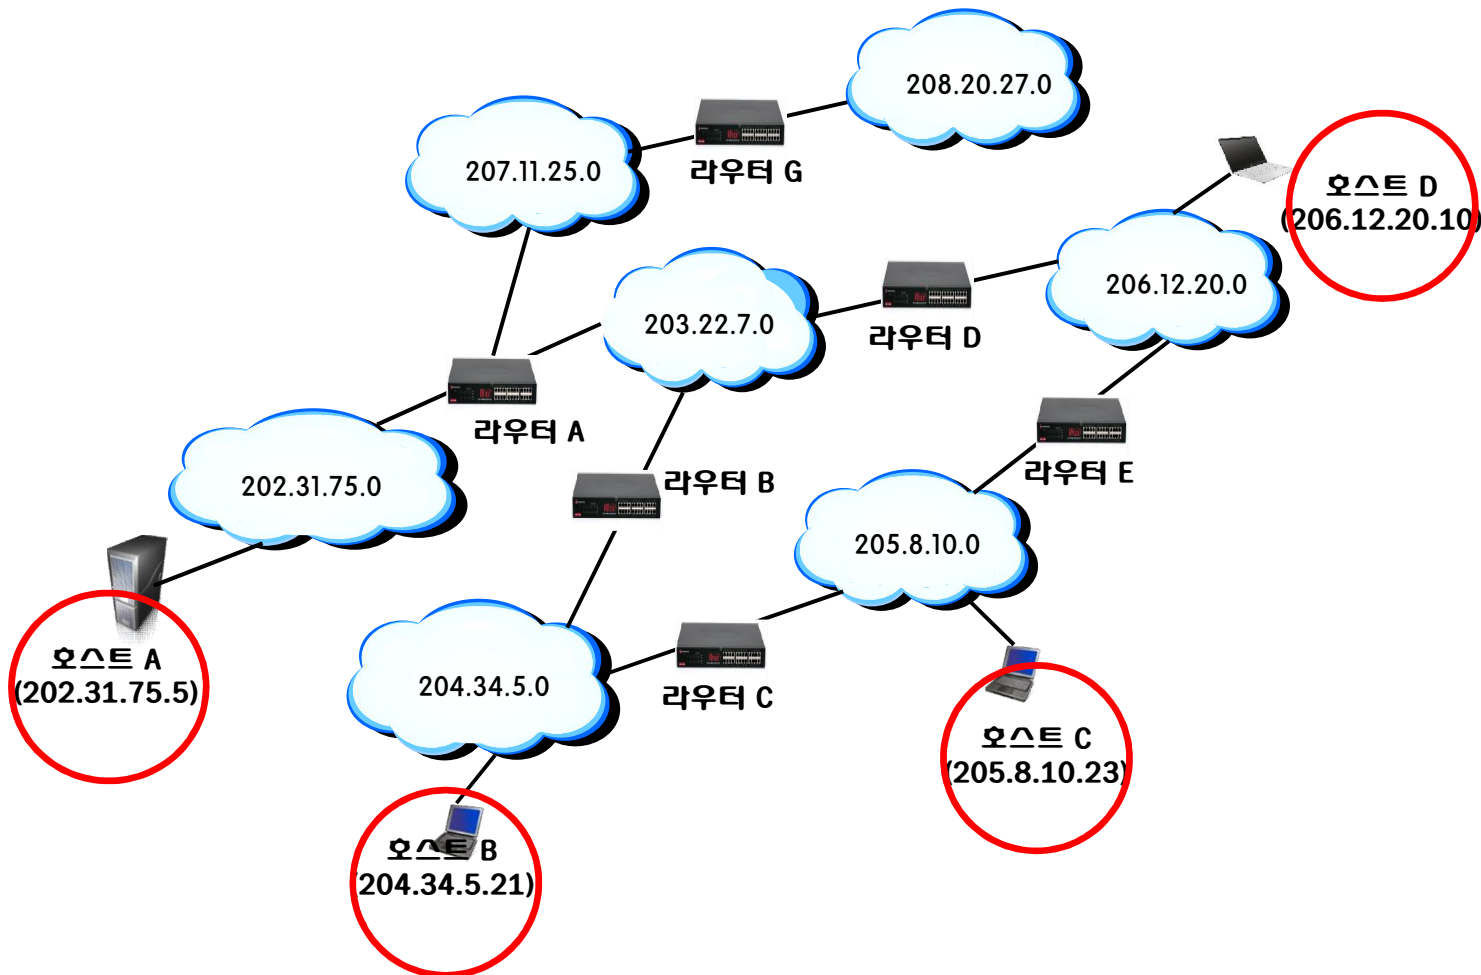 208.20.27.0
207.11.25.0
라우터 G
호스트 D
(206.12.20.10)
206.12.20.0
203.22.7.0
라우터 D
라우터 A
라우터 E
202.31.75.0
라우터 B
205.8.10.0
호스트 A
(202.31.75.5)
204.34.5.0
라우터 C
호스트 C
(205.8.10.23)
호스트 B
(204.34.5.21)